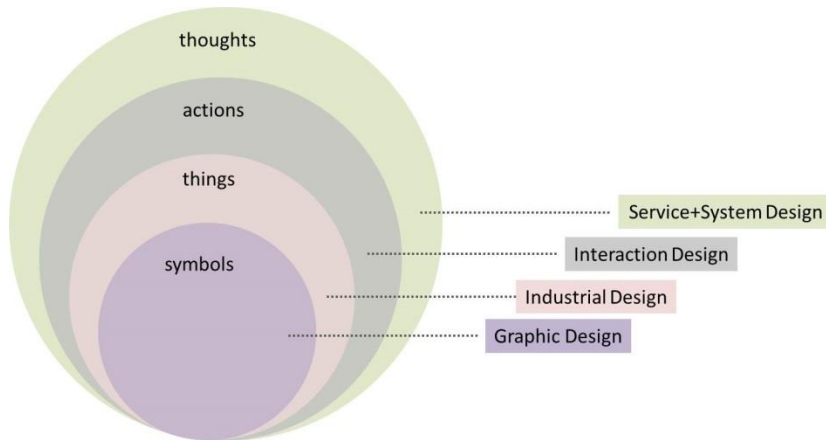 thoughts
actions
things
symbols
Service+System Design
Interaction Design
Industrial Design
Graphic Design